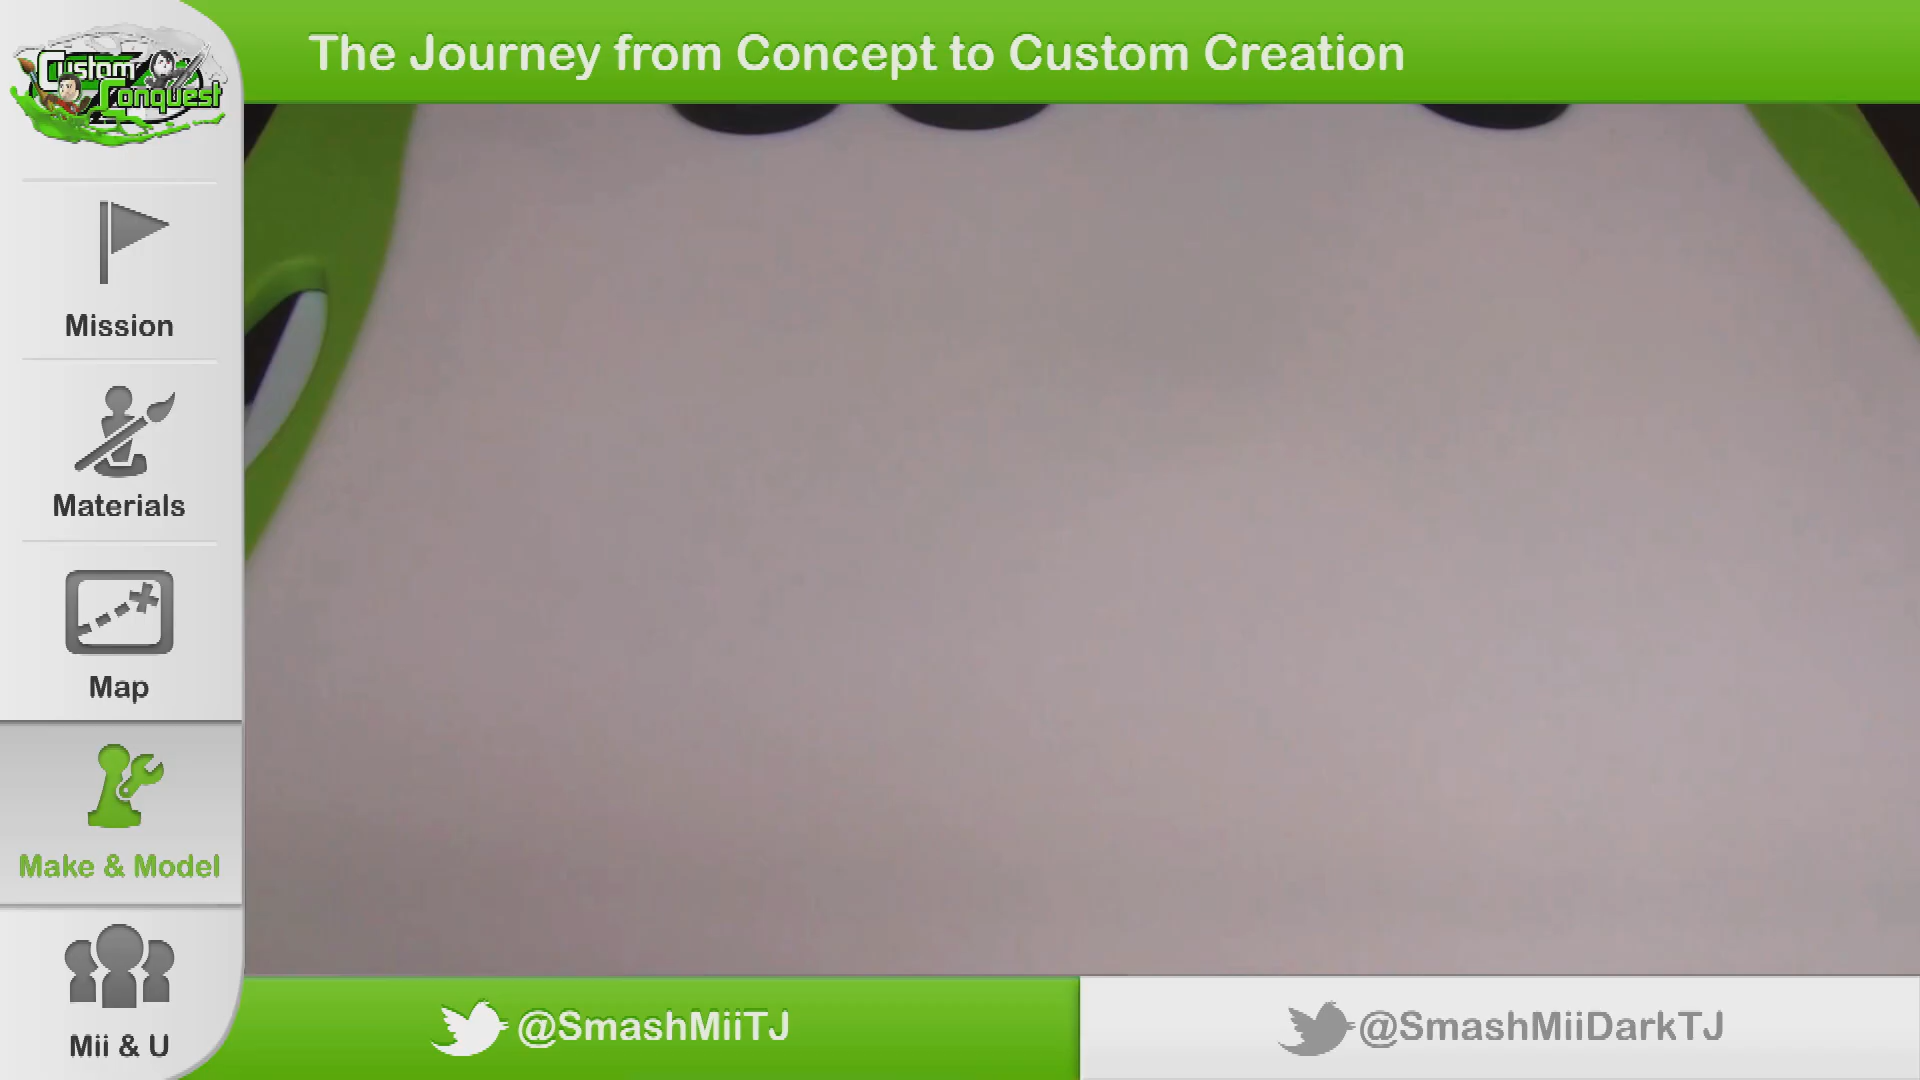 The Journey from Concept to Custom Creation
Custom
Conquest
Mission
Materials
Map
Make & Model
Mii & U
@SmashMiiTJ
@SmashMiiDarkTJ